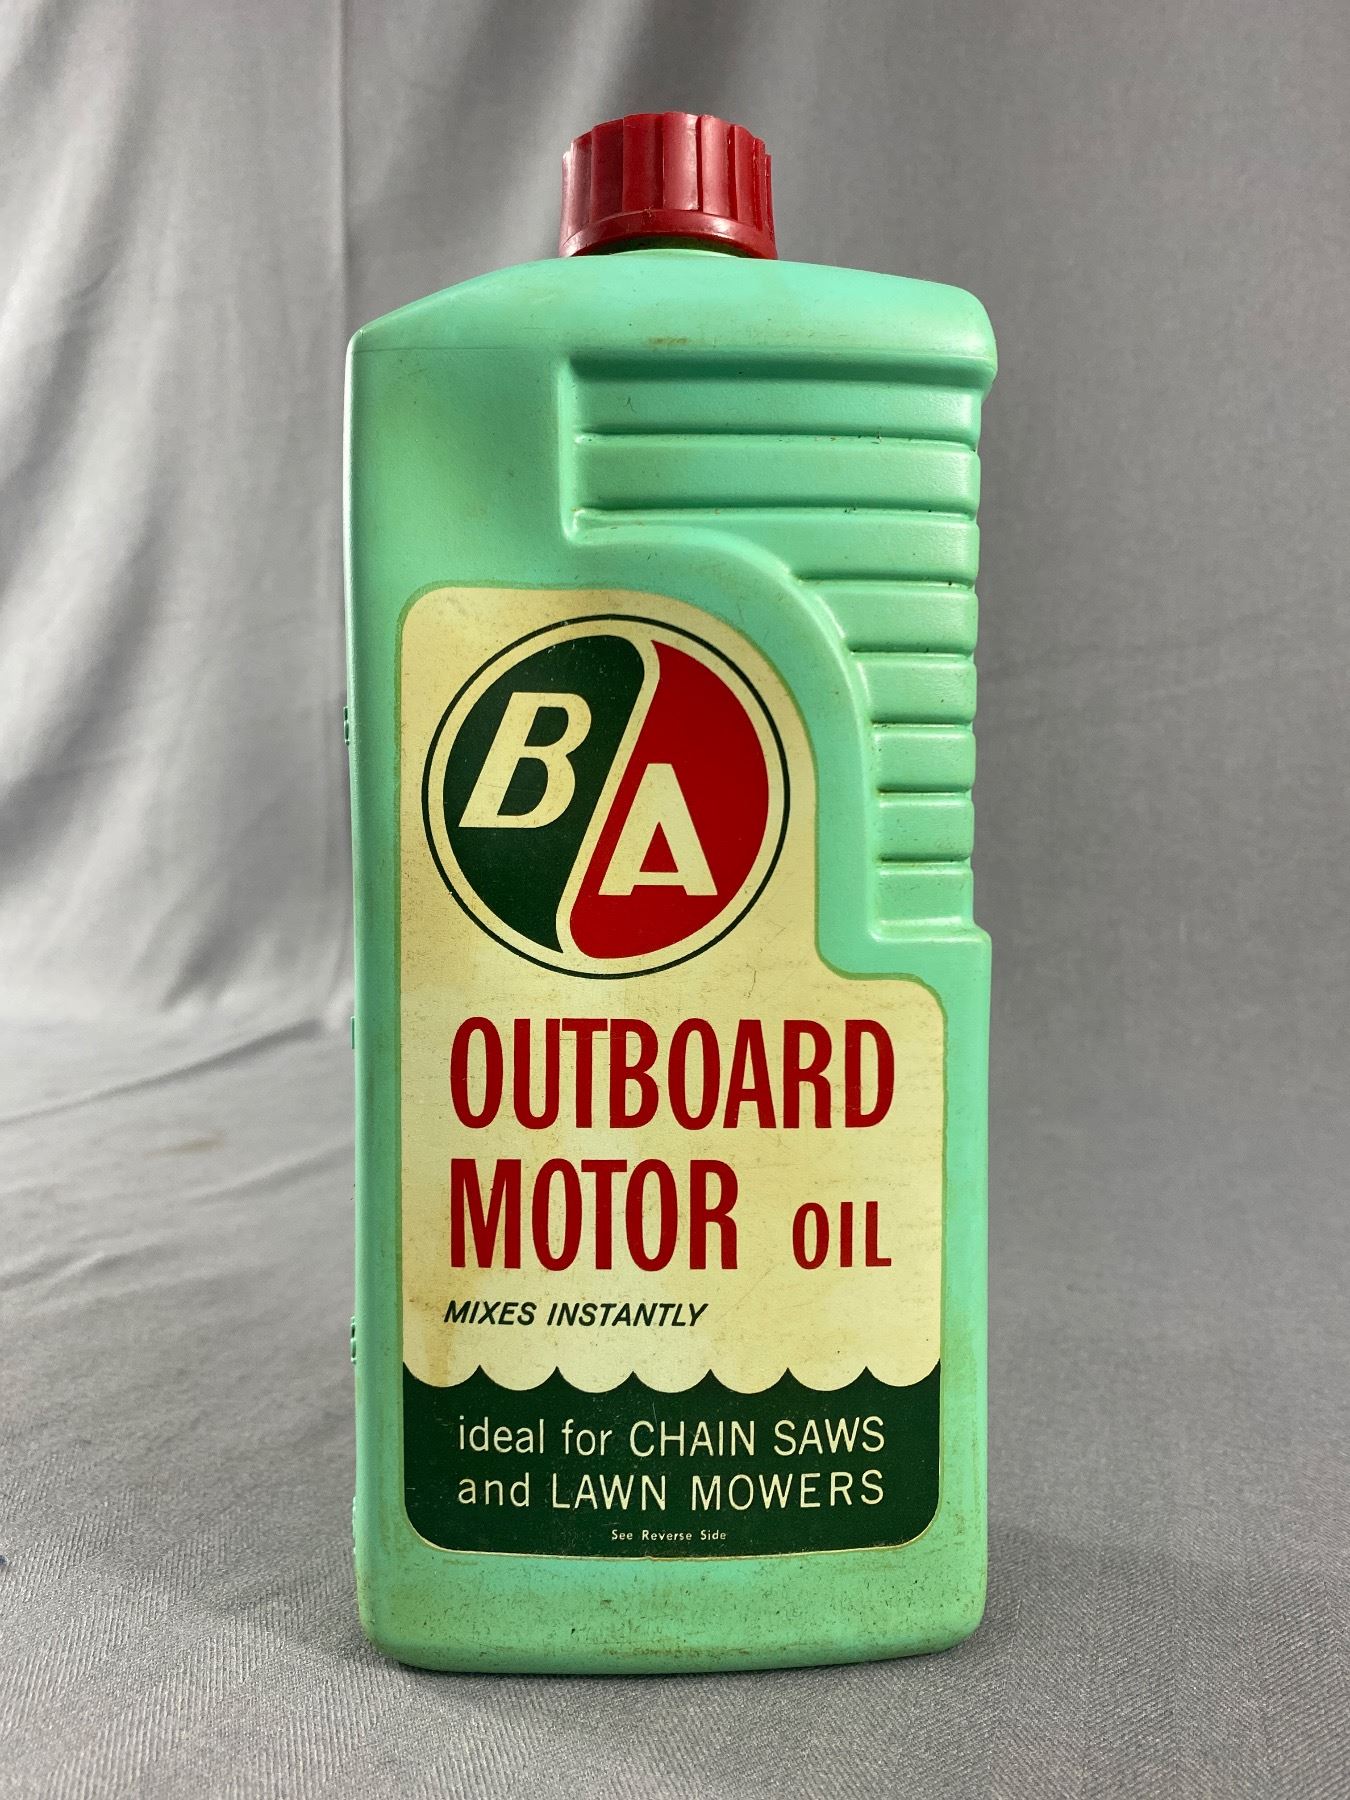 B
A
OUTBOARD
MOTOR OIL
MIXES INSTANTLY
ideal for CHAIN SAWS
and LAWN MOWERS
See Reverse Side